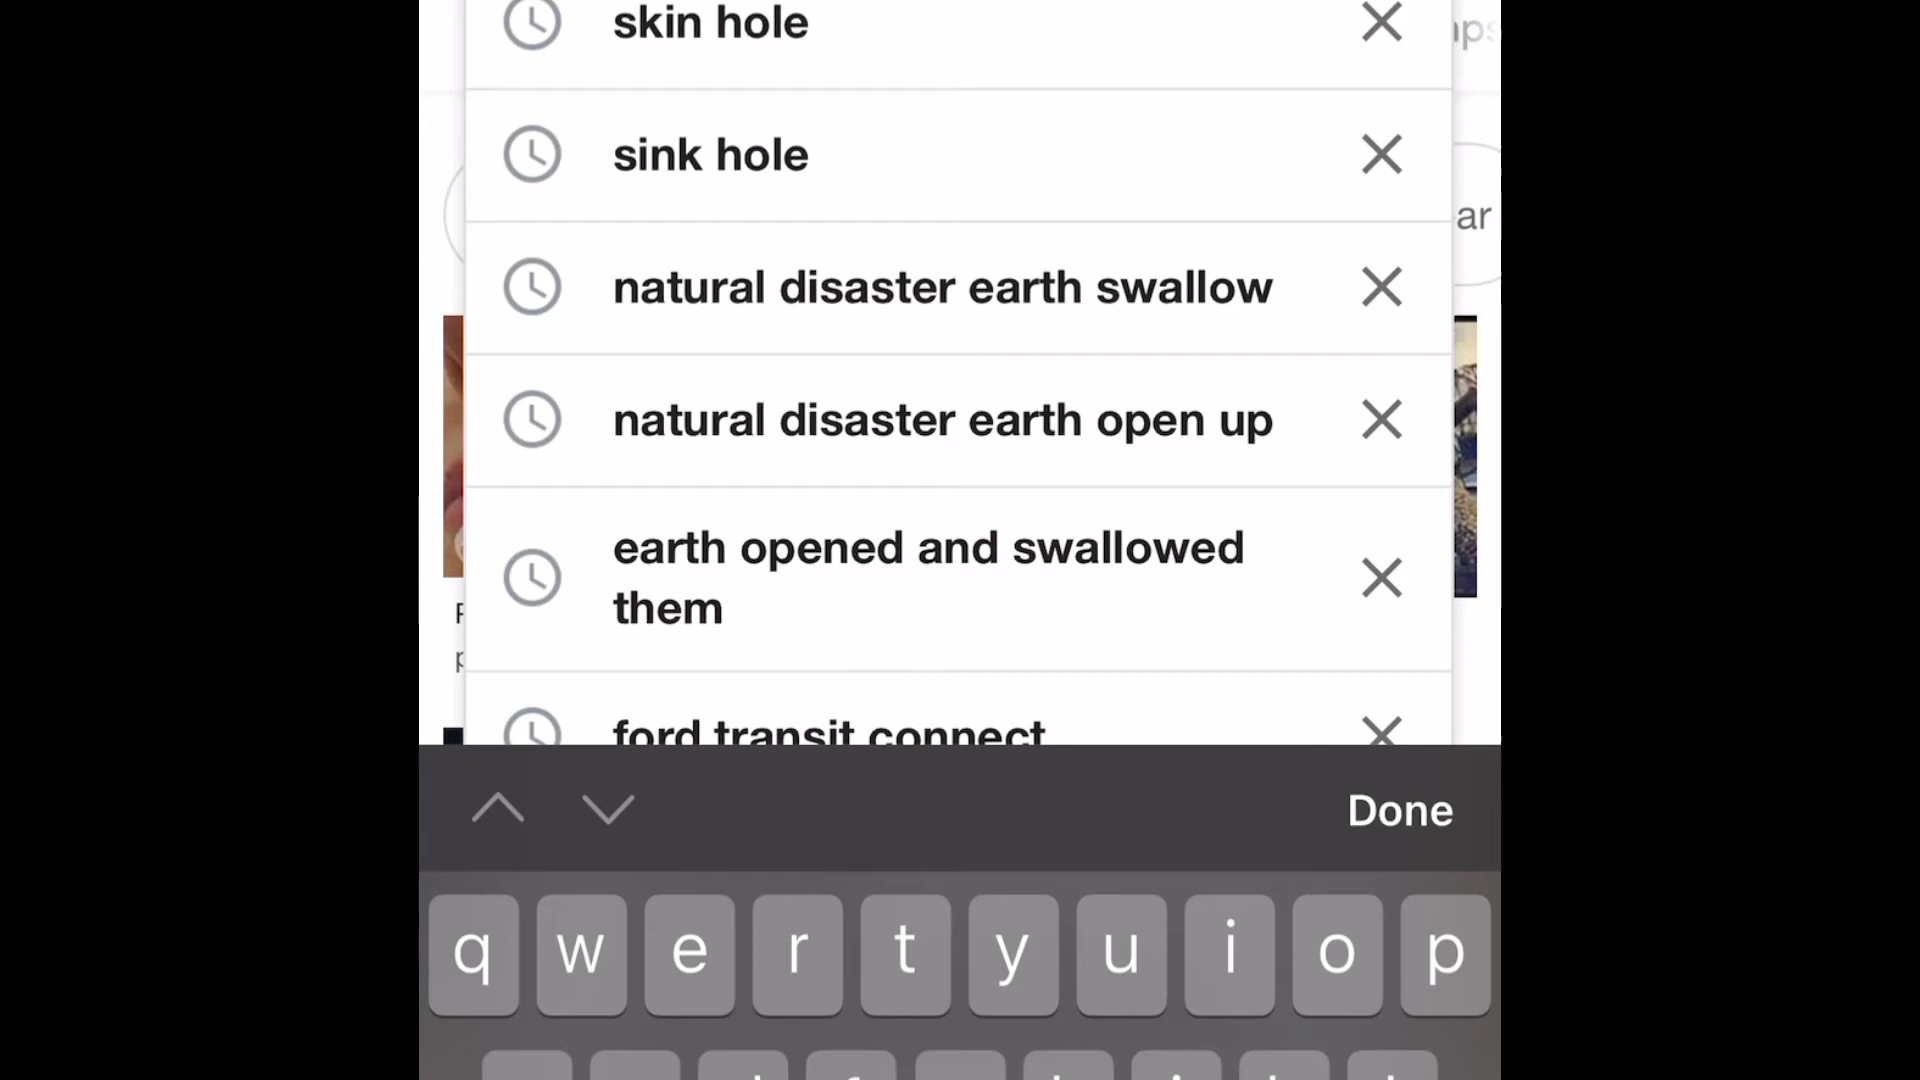 skin hole
sink hole
ar
natural disaster earth swallow
natural disaster earth open up
earth opened and swallowed
them
ford transit connect
Done
q w e r t y u i o p